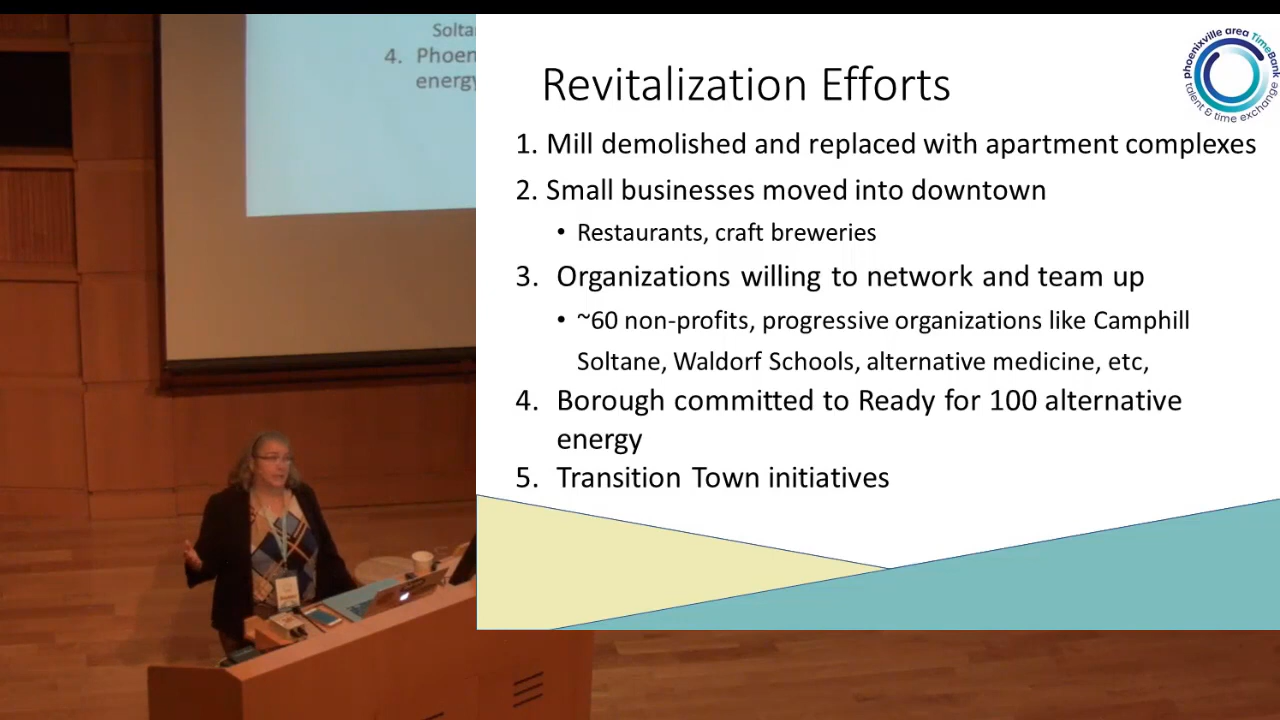 Solta
4. Phoen
energy
Revitalization Efforts
phoenixville area TimeBank
talent & time exchange
1. Mill demolished and replaced with apartment complexes
2. Small businesses moved into downtown
• Restaurants, craft breweries
3. Organizations willing to network and team up
• ~60 non-profits, progressive organizations like Camphill
Soltane, Waldorf Schools, alternative medicine, etc,
4. Borough committed to Ready for 100 alternative
energy
5. Transition Town initiatives